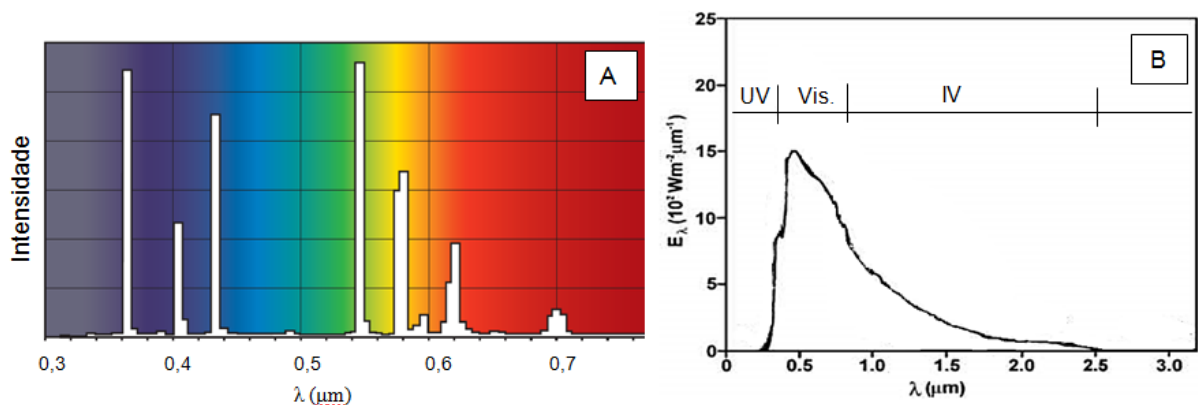 A
Intensidade
0,3 0,4 0,5 0,6 0,7
λ (μm)
B
UV Vis. IV
25
20
15
10
5
0
Eλ (10² Wm⁻²μm⁻¹)
0.5 1.0 1.5 2.0 2.5 3.0
λ (μm)